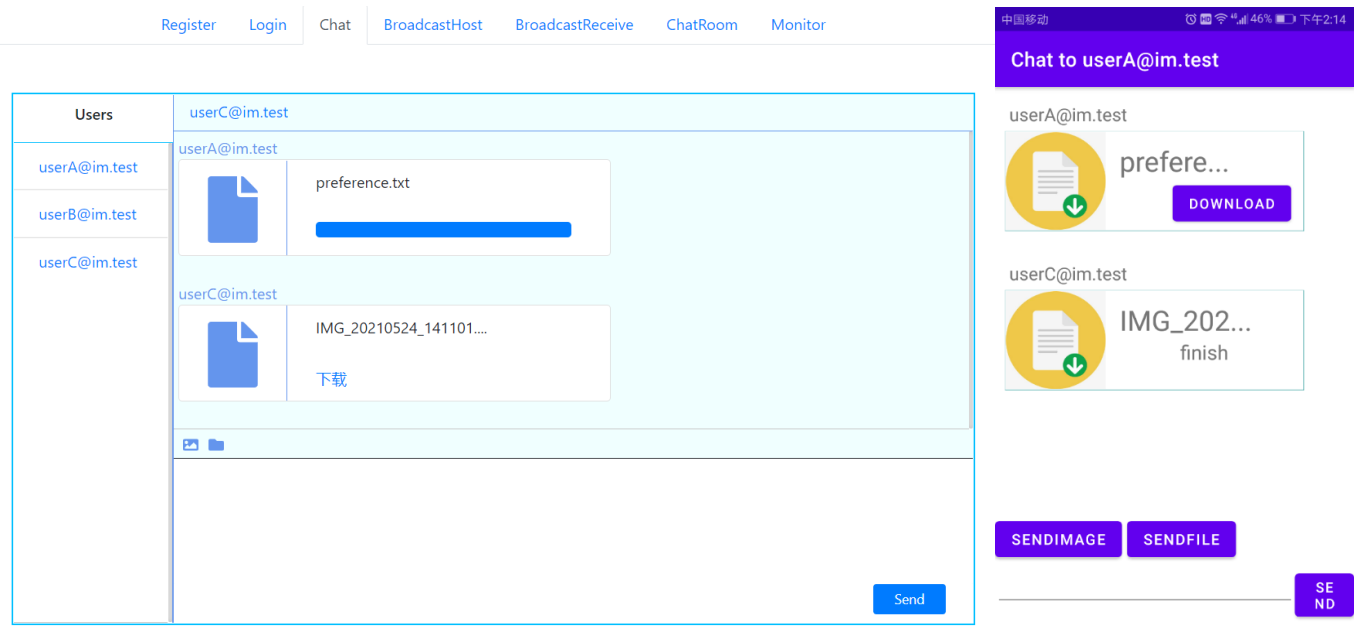 Register Login Chat BroadcastHost BroadcastReceive ChatRoom Monitor
Users
userA@im.test
userB@im.test
userC@im.test
userC@im.test
userA@im.test
preference.txt
userC@im.test
IMG_20210524_141101....
下载
Send
中国移动 HD 4G 46% 下午2:14
Chat to userA@im.test
userA@im.test
prefere...
DOWNLOAD
userC@im.test
IMG_202...
finish
SENDIMAGE SENDFILE
SE
ND